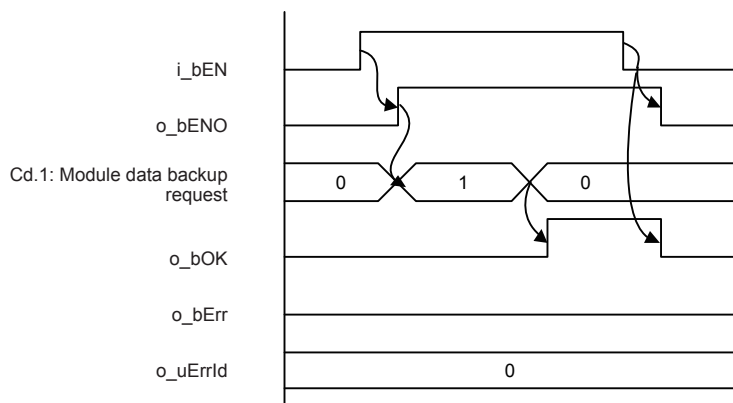 i_bEN
o_bENO
Cd.1: Module data backup
request
0
1
0
o_bOK
o_bErr
o_uErrId
0